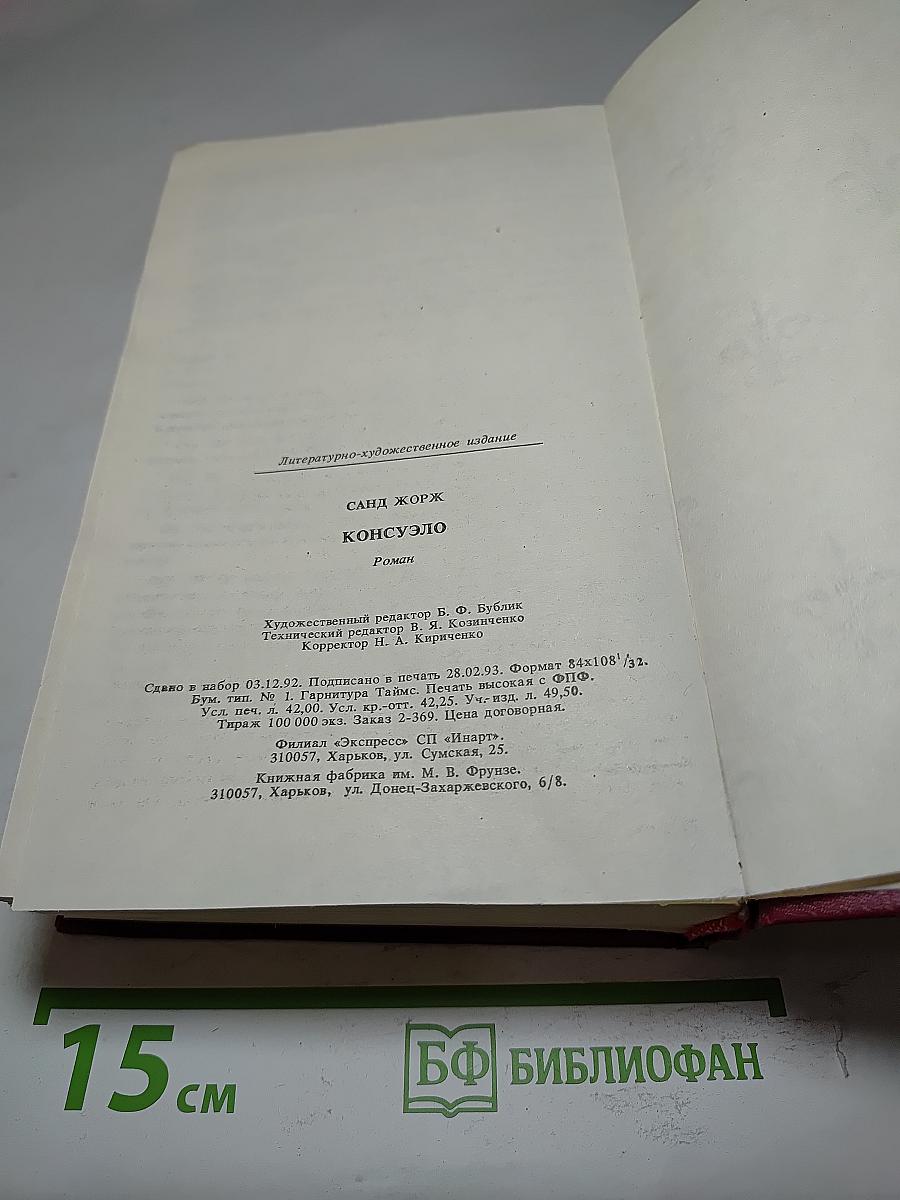 Литературно-художественное издание
САНД ЖОРЖ
КОНСУЭЛО
Роман
Художественный редактор Б. Ф. Бублик
Технический редактор В. Я. Козинченко
Корректор Н. А. Кириченко
Сдано в набор 03.12.92. Подписано в печать 28.02.93. Формат 84х108¹/32.
Бум. тип. № 1. Гарнитура Таймс. Печать высокая с ФПФ.
Усл. печ. л. 42,00. Усл. кр.-отт. 42,25. Уч.-изд. л. 49,50.
Тираж 100 000 экз. Заказ 2-369. Цена договорная.
Филиал «Экспресс» СП «Инарт».
310057, Харьков, ул. Сумская, 25.
Книжная фабрика им. М. В. Фрунзе.
310057, Харьков, ул. Донец-Захаржевского, 6/8.
15 см
БФ БИБЛИОФАН